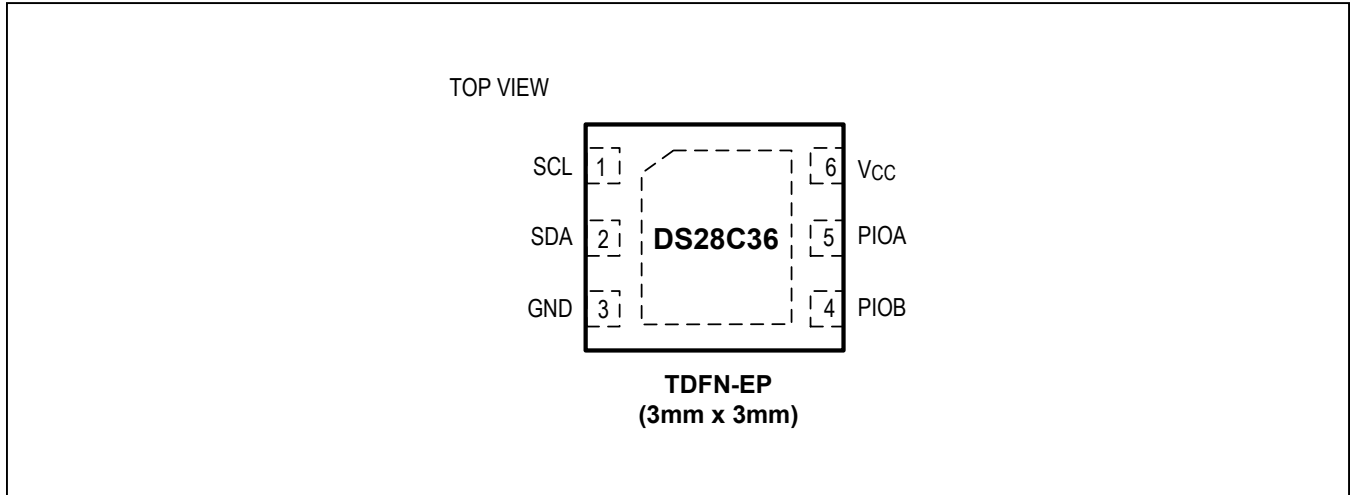 TOP VIEW
SCL 1 6 VCC
SDA 2 DS28C36 5 PIOA
GND 3 4 PIOB
TDFN-EP
(3mm x 3mm)